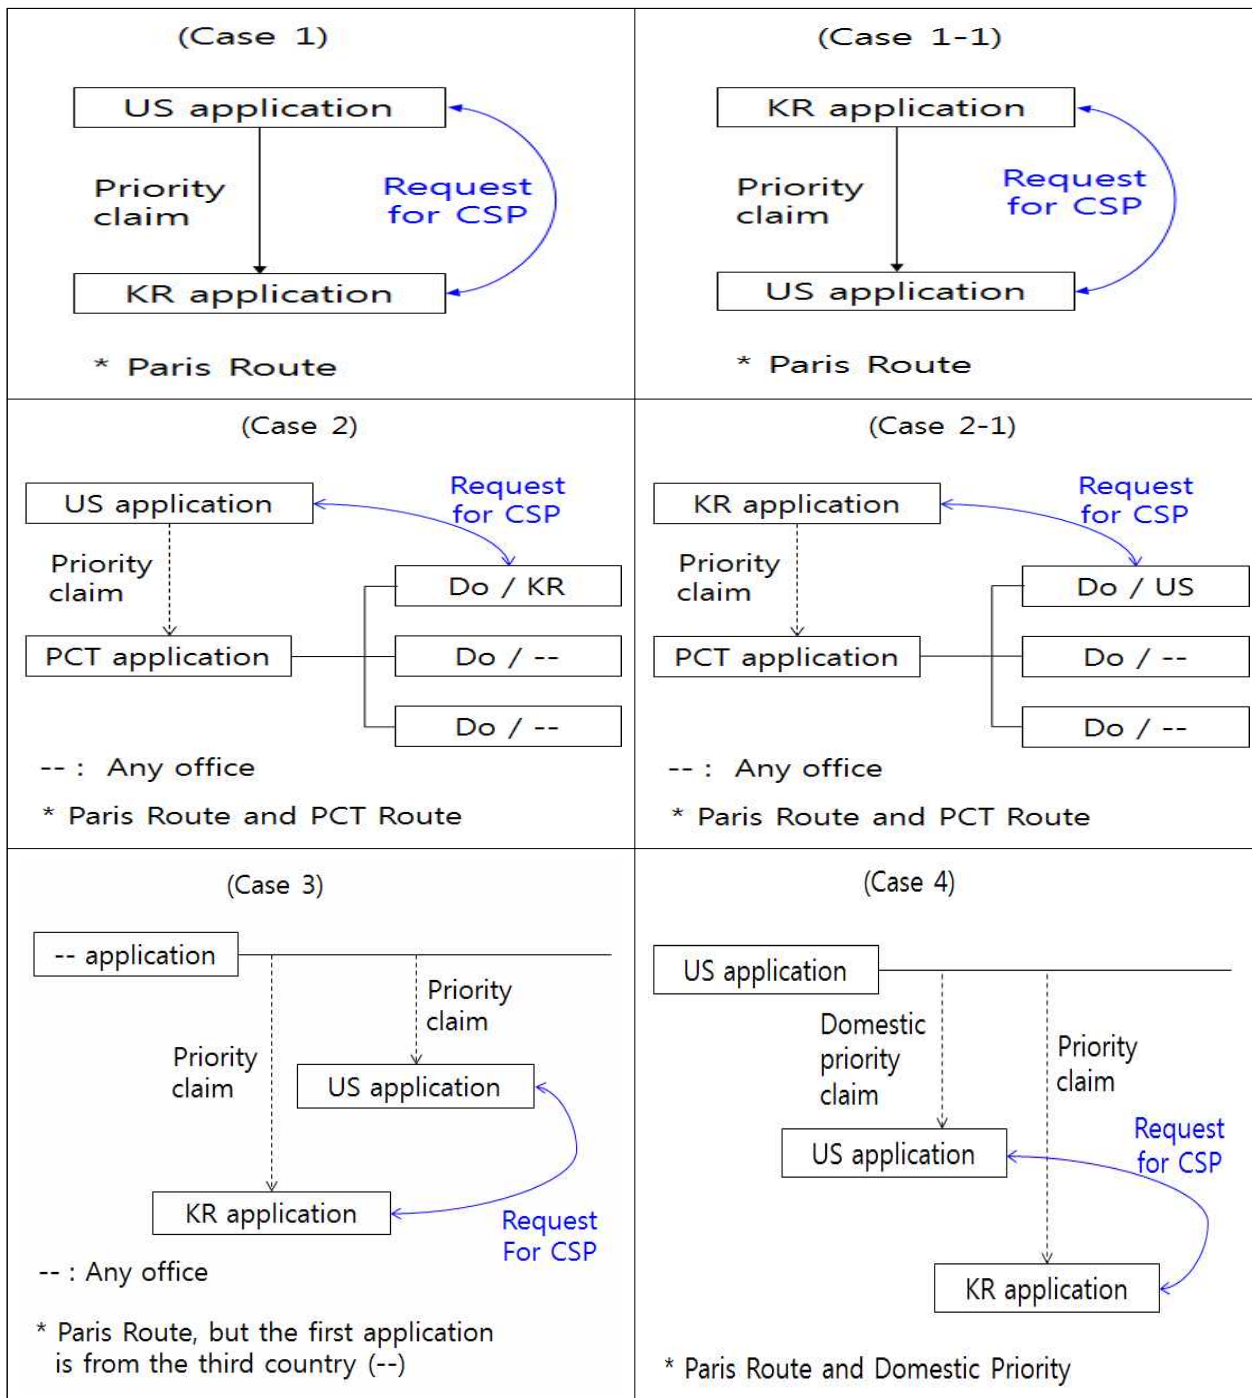 (Case 1)
US application
Priority
claim
Request
for CSP
KR application
* Paris Route
(Case 1-1)
KR application
Priority
claim
Request
for CSP
US application
* Paris Route
(Case 2)
US application
Request
for CSP
Priority
claim
Do / KR
PCT application
Do / --
Do / --
-- : Any office
* Paris Route and PCT Route
(Case 2-1)
KR application
Request
for CSP
Priority
claim
Do / US
PCT application
Do / --
Do / --
-- : Any office
* Paris Route and PCT Route
(Case 3)
-- application
Priority
claim
Priority
claim
US application
KR application
Request
For CSP
-- : Any office
* Paris Route, but the first application
is from the third country (--)
(Case 4)
US application
Domestic
priority
claim
Priority
claim
US application
Request
for CSP
KR application
* Paris Route and Domestic Priority